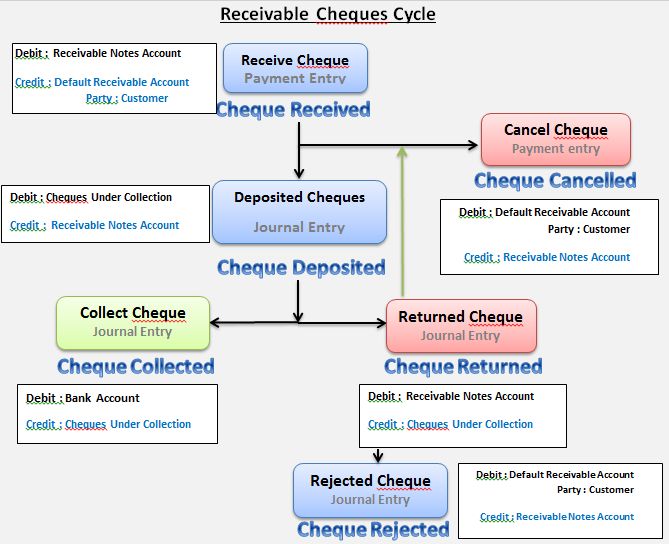 Receivable Cheques Cycle
Debit : Receivable Notes Account
Credit : Default Receivable Account
Party : Customer
Receive Cheque
Payment Entry
Cheque Received
Cancel Cheque
Payment entry
Cheque Cancelled
Debit : Default Receivable Account
Party : Customer
Credit : Receivable Notes Account
Debit : Cheques Under Collection
Credit : Receivable Notes Account
Deposited Cheques
Journal Entry
Cheque Deposited
Collect Cheque
Journal Entry
Cheque Collected
Returned Cheque
Journal Entry
Cheque Returned
Debit : Bank Account
Credit : Cheques Under Collection
Debit : Receivable Notes Account
Credit : Cheques Under Collection
Rejected Cheque
Journal Entry
Cheque Rejected
Debit : Default Receivable Account
Party : Customer
Credit : Receivable Notes Account